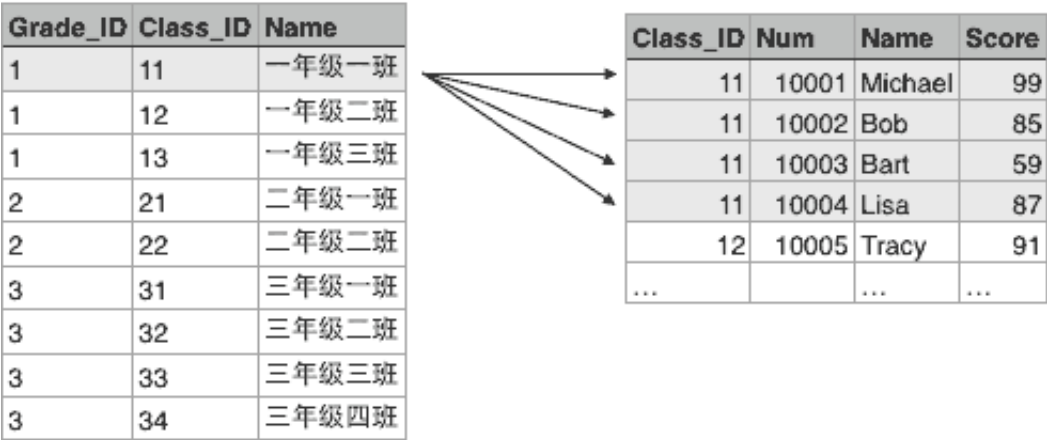 Grade_ID Class_ID Name
1 11 一年级一班
1 12 一年级二班
1 13 一年级三班
2 21 二年级一班
2 22 二年级二班
3 31 三年级一班
3 32 三年级二班
3 33 三年级三班
3 34 三年级四班
Class_ID Num Name Score
11 10001 Michael 99
11 10002 Bob 85
11 10003 Bart 59
11 10004 Lisa 87
12 10005 Tracy 91
... ... ...